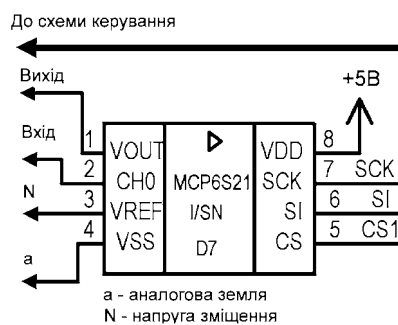 До схеми керування
Вихід
+5В
1 VOUT VDD 8
Вхід
2 CH0 MCP6S21 SCK 7 SCK
N 3 VREF I/SN SI 6 SI
4 VSS D7 CS 5 CS1
а
а - аналогова земля
N - напруга зміщення